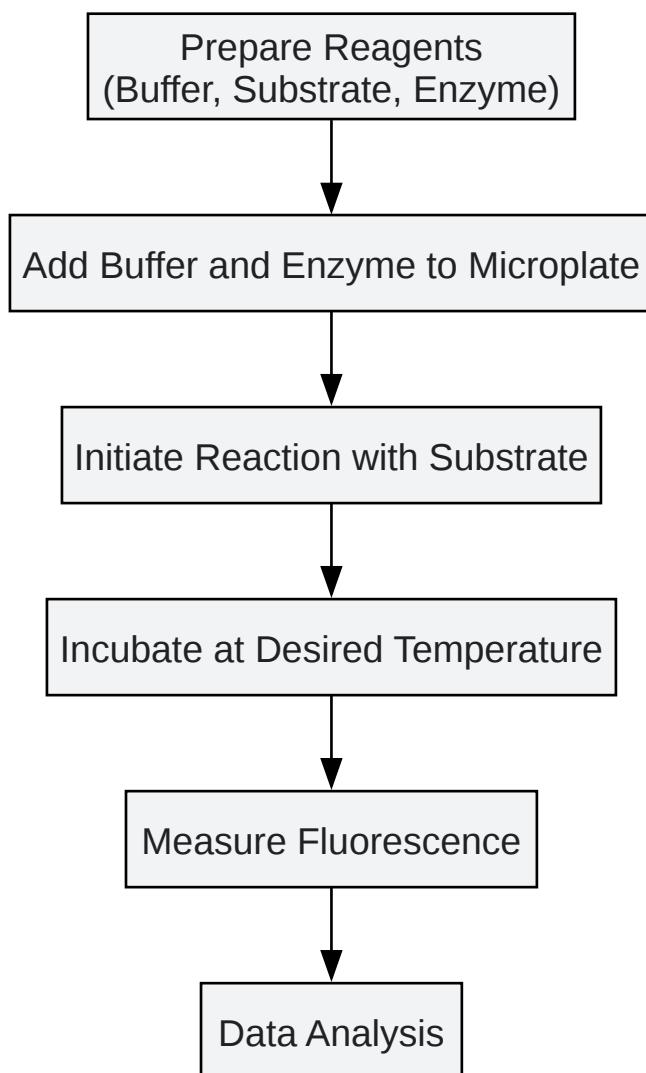 Prepare Reagents
(Buffer, Substrate, Enzyme)
Add Buffer and Enzyme to Microplate
Initiate Reaction with Substrate
Incubate at Desired Temperature
Measure Fluorescence
Data Analysis